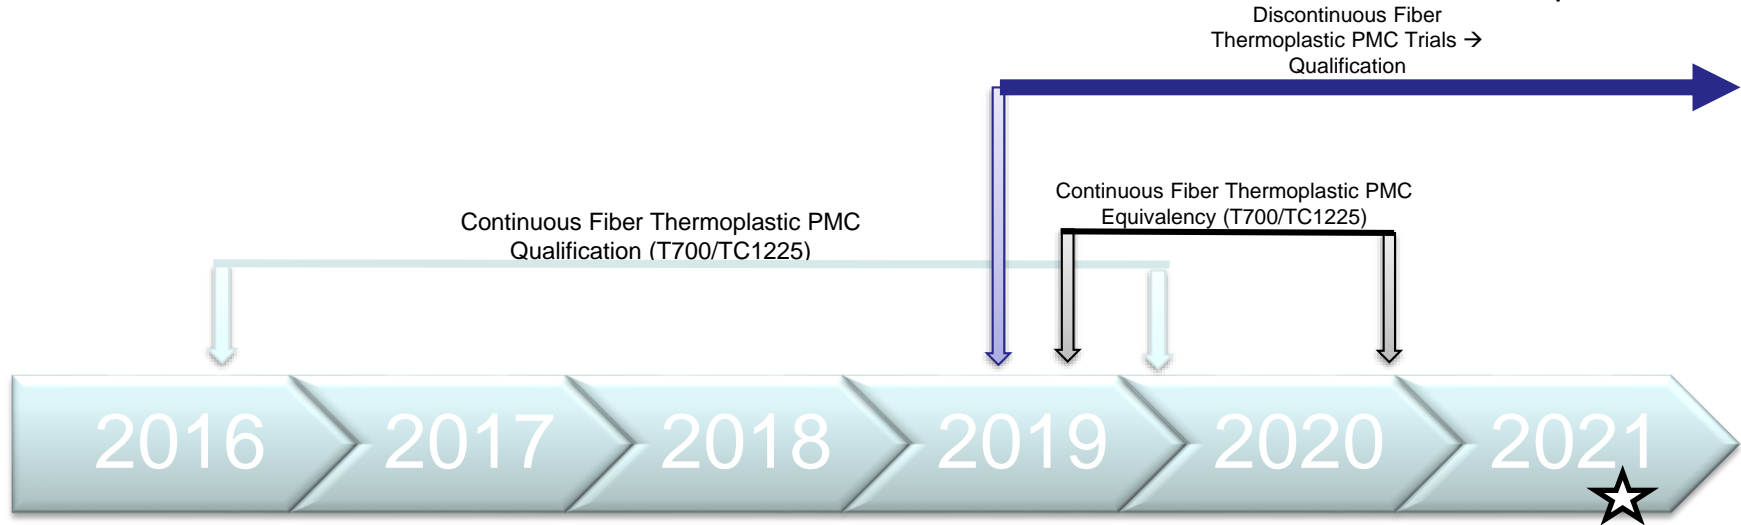 Discontinuous Fiber
Thermoplastic PMC Trials →
Qualification
Continuous Fiber Thermoplastic PMC
Equivalency (T700/TC1225)
Continuous Fiber Thermoplastic PMC
Qualification (T700/TC1225)
2016 2017 2018 2019 2020 2021